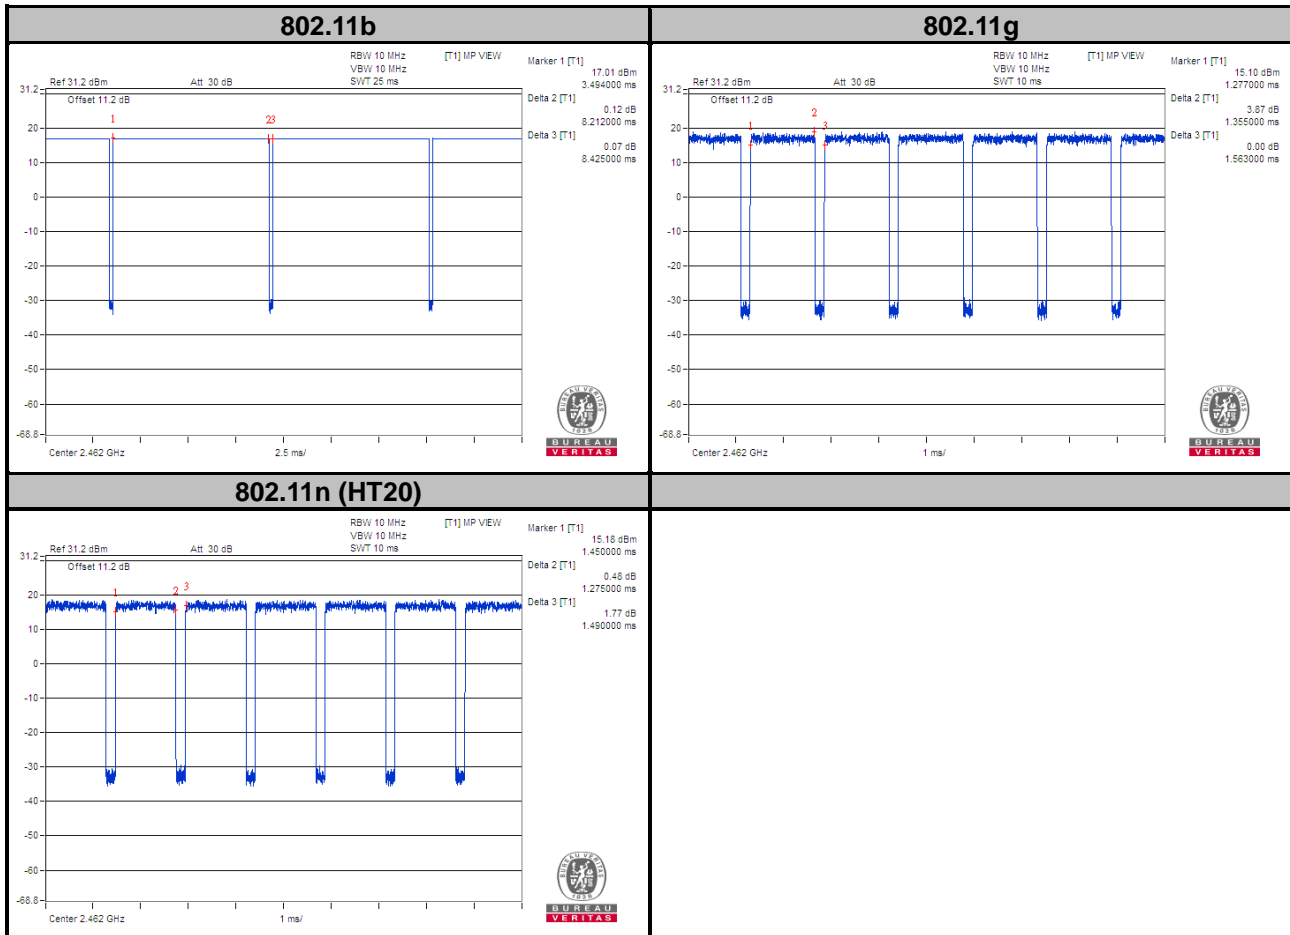 802.11b
802.11g
RBW 10 MHz [T1] MP VIEW
VBW 10 MHz
Ref 31.2 dBm Att 30 dB SWT 25 ms
Offset 11.2 dB
Marker 1 [T1]
17.01 dBm
3.494000 ms
Delta 2 [T1]
0.12 dB
8.212000 ms
Delta 3 [T1]
0.07 dB
8.425000 ms
1
23
31.2
20
10
0
-10
-20
-30
-40
-50
-60
-68.8
Center 2.462 GHz 2.5 ms/
BUREAU VERITAS
1828
BUREAU
VERITAS
RBW 10 MHz [T1] MP VIEW
VBW 10 MHz
Ref 31.2 dBm Att 30 dB SWT 10 ms
Offset 11.2 dB
Marker 1 [T1]
15.10 dBm
1.277000 ms
Delta 2 [T1]
3.87 dB
1.355000 ms
Delta 3 [T1]
0.00 dB
1.563000 ms
1
2
3
31.2
20
10
0
-10
-20
-30
-40
-50
-60
-68.8
Center 2.462 GHz 1 ms/
BUREAU VERITAS
1828
BUREAU
VERITAS
802.11n (HT20)
RBW 10 MHz [T1] MP VIEW
VBW 10 MHz
Ref 31.2 dBm Att 30 dB SWT 10 ms
Offset 11.2 dB
Marker 1 [T1]
15.18 dBm
1.450000 ms
Delta 2 [T1]
0.48 dB
1.275000 ms
Delta 3 [T1]
1.77 dB
1.490000 ms
1
2
3
31.2
20
10
0
-10
-20
-30
-40
-50
-60
-68.8
Center 2.462 GHz 1 ms/
BUREAU VERITAS
1828
BUREAU
VERITAS